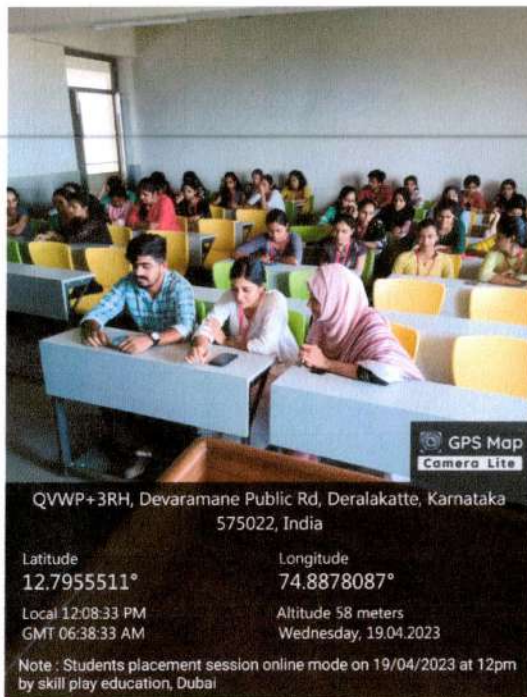 GPS Map
Camera Lite
QVWP+3RH, Devaramane Public Rd, Deralakatte, Karnataka
575022, India
Latitude
12.7955511°
Longitude
74.8878087°
Local 12:08:33 PM
GMT 06:38:33 AM
Altitude 58 meters
Wednesday, 19.04.2023
Note : Students placement session online mode on 19/04/2023 at 12pm
by skill play education, Dubai